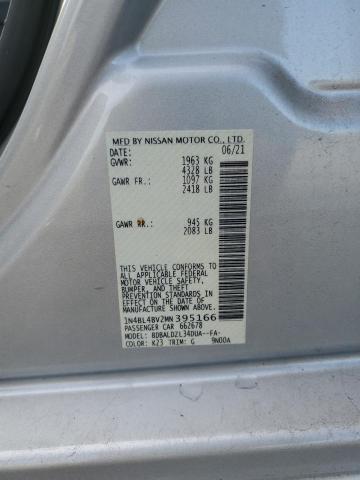 MFD BY NISSAN MOTOR CO., LTD.
DATE: 06/21
GVWR: 1963 KG
4328 LB
GAWR FR.: 1097 KG
2418 LB
GAWR RR.: 945 KG
2083 LB
THIS VEHICLE CONFORMS TO
ALL APPLICABLE FEDERAL
MOTOR VEHICLE SAFETY,
BUMPER, AND THEFT
PREVENTION STANDARDS IN
EFFECT ON THE DATE OF
MANUFACTURE SHOWN ABOVE.
1N4BL4BV2MN395166
PASSENGER CAR 662678
MODEL: BDBALDZL34DUA--FA-
COLOR: K23 TRIM: G 9N00A